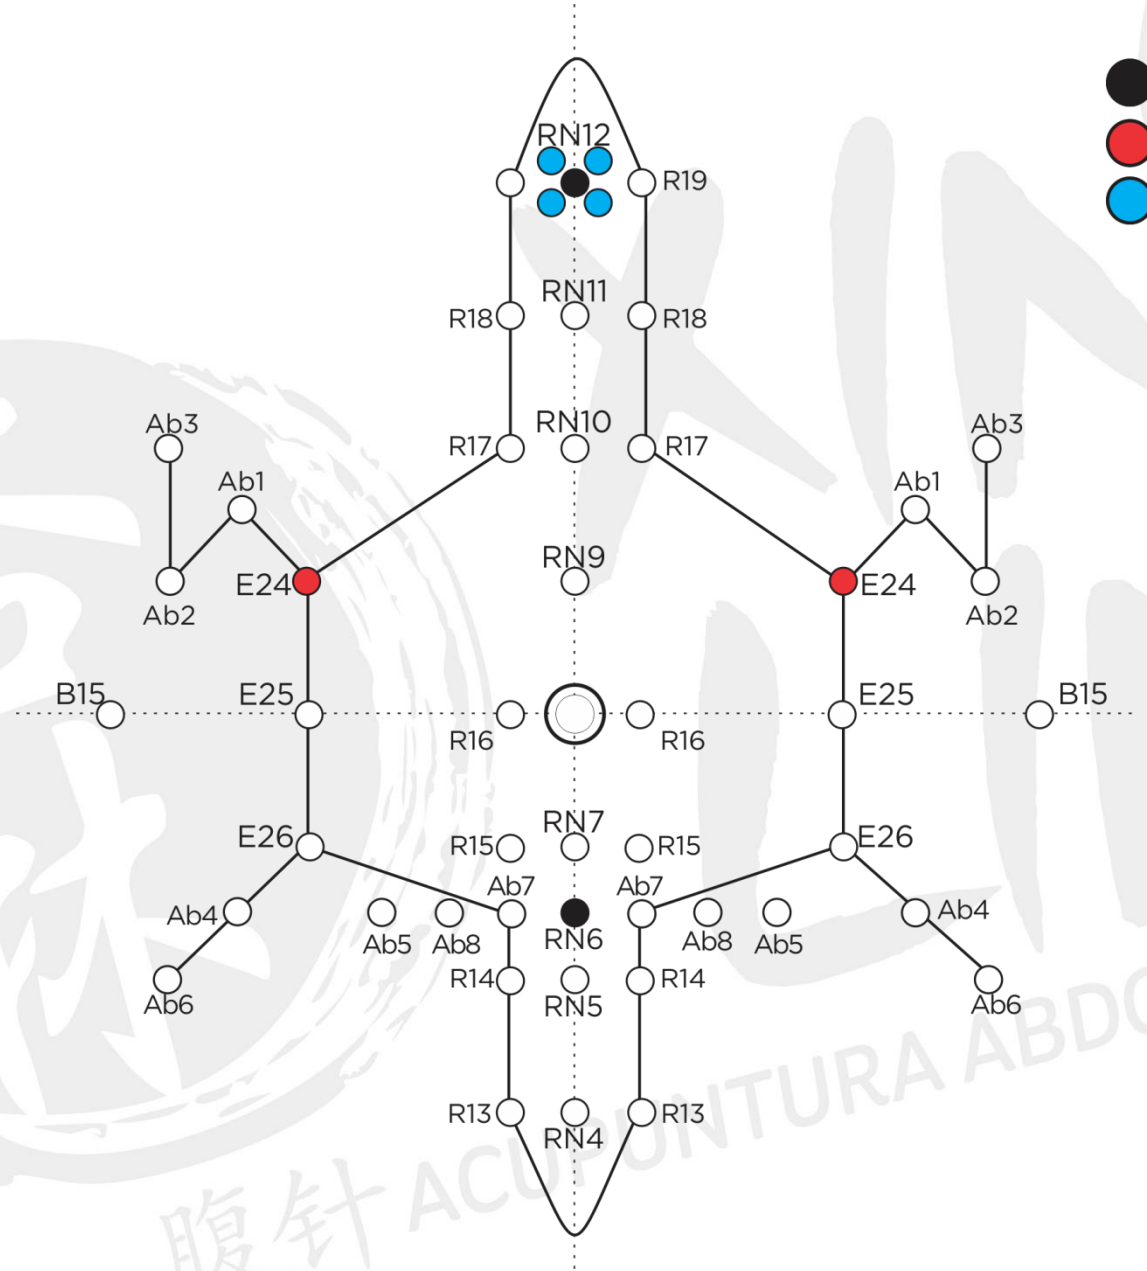 RN12
R19
RN11
R18
R18
Ab3
RN10
Ab3
R17
R17
Ab1
Ab1
RN9
E24
E24
Ab2
Ab2
B15
E25
E25
B15
R16
R16
RN7
E26
E26
R15
R15
Ab7
Ab7
Ab4
Ab4
RN6
Ab5
Ab8
Ab8
Ab5
R14
R14
Ab6
RN5
Ab6
R13
R13
RN4
腹针 ACUPUNTURA ABDO